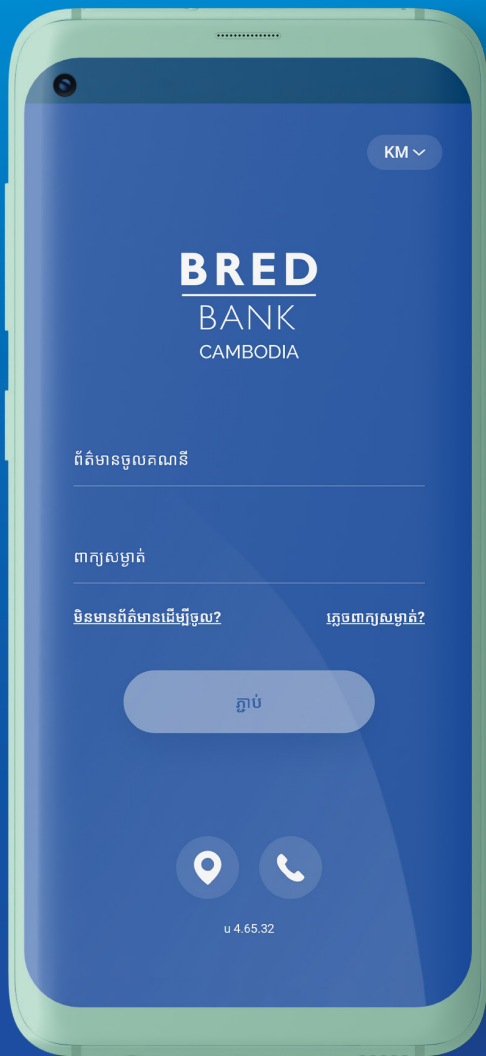 KM
BRED
BANK
CAMBODIA
ព័ត៌មានចូលគណនី
ពាក្យសម្ងាត់
មិនមានព័ត៌មានដើម្បីចូល? ភ្លេចពាក្យសម្ងាត់?
ភ្ជាប់
u 4.65.32